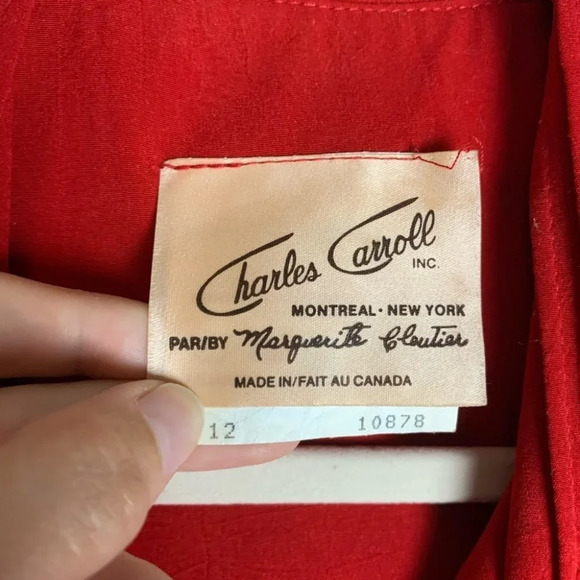 Charles Carroll
INC.
MONTREAL · NEW YORK
PAR/BY Marguerite Cloutier
MADE IN/FAIT AU CANADA
12 10878